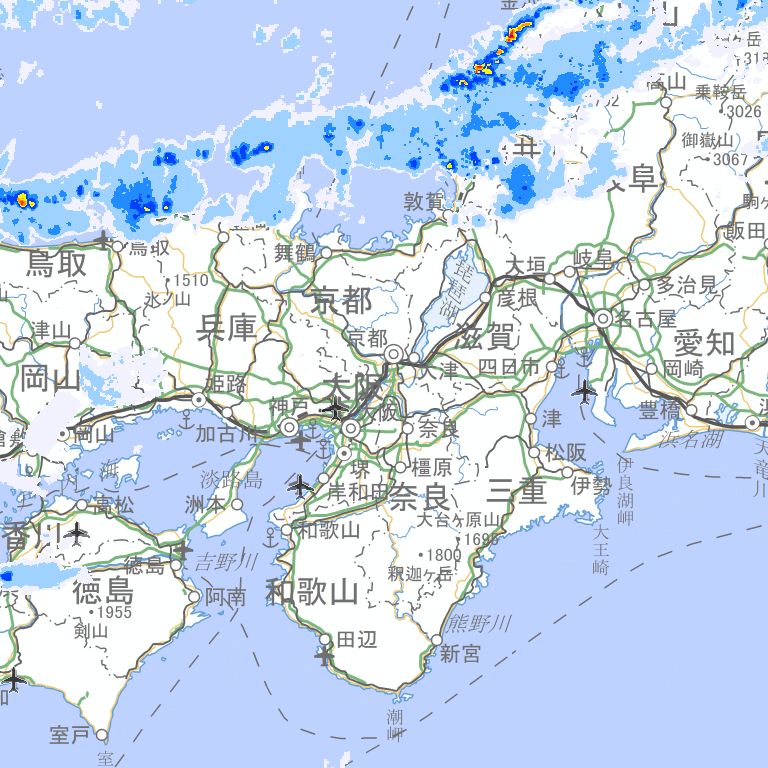 山
乗鞍岳
・3026
御嶽山
・3067
飯田
敦賀
鳥取
鳥取
舞鶴
・1510
氷ノ山
京都
琵琶湖
大垣
岐阜
多治見
彦根
名古屋
津山
兵庫
京都
滋賀
大津
四日市
愛知
岡崎
岡山
姫路
大阪
豊橋
岡山
加古川
神戸
大阪
奈良
津
浜名湖
松阪
堺
橿原
伊勢
伊良湖岬
淡路島
洲本
岸和田
奈良
三重
高松
香川
和歌山
大台ヶ原山
・1695
大王崎
・1800
釈迦ヶ岳
徳島
吉野川
徳島
・1955
剣山
阿南
和歌山
熊野川
田辺
新宮
室戸
潮岬
室